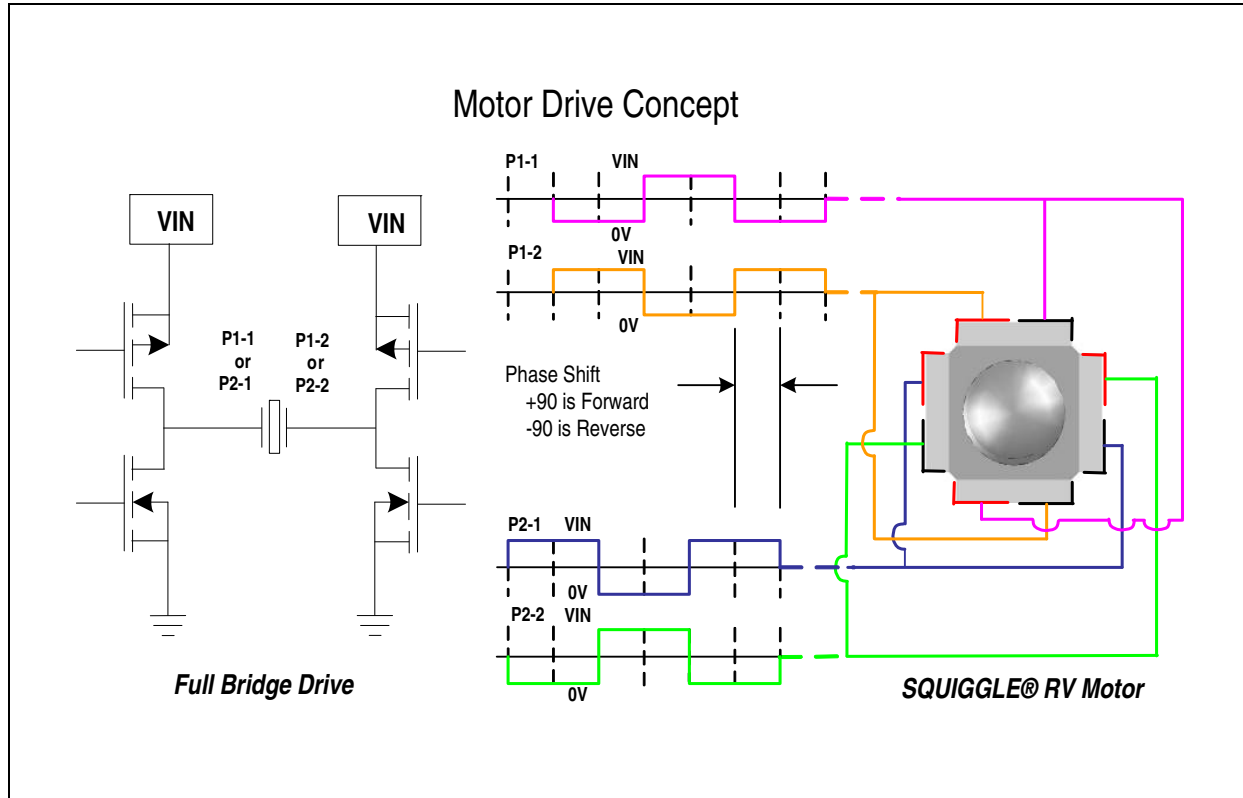 Motor Drive Concept
VIN
VIN
P1-1
or
P2-1
P1-2
or
P2-2
Full Bridge Drive
P1-1
VIN
0V
P1-2
VIN
0V
Phase Shift
+90 is Forward
-90 is Reverse
P2-1
VIN
0V
P2-2
VIN
0V
SQUIGGLE® RV Motor